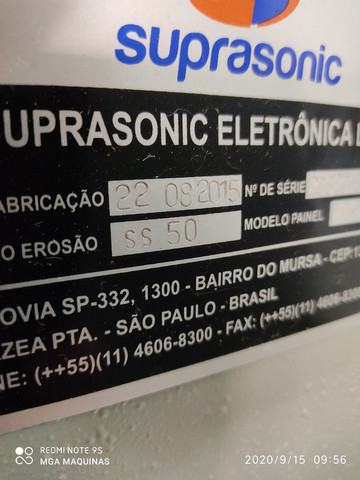 suprasonic
UPRASONIC ELETRÔNICA L
ABRICAÇÃO 22 082015 Nº DE SÉRIE
O EROSÃO SS 50 MODELO PAINEL
OVIA SP-332, 1300 - BAIRRO DO MURSA - CEP:1
ZEA PTA. - SÃO PAULO - BRASIL
NE: (++55)(11) 4606-8300 - FAX: (++55)(11) 4606-830
REDMI NOTE 9S
MGA MAQUINAS
2020/9/15 09:56